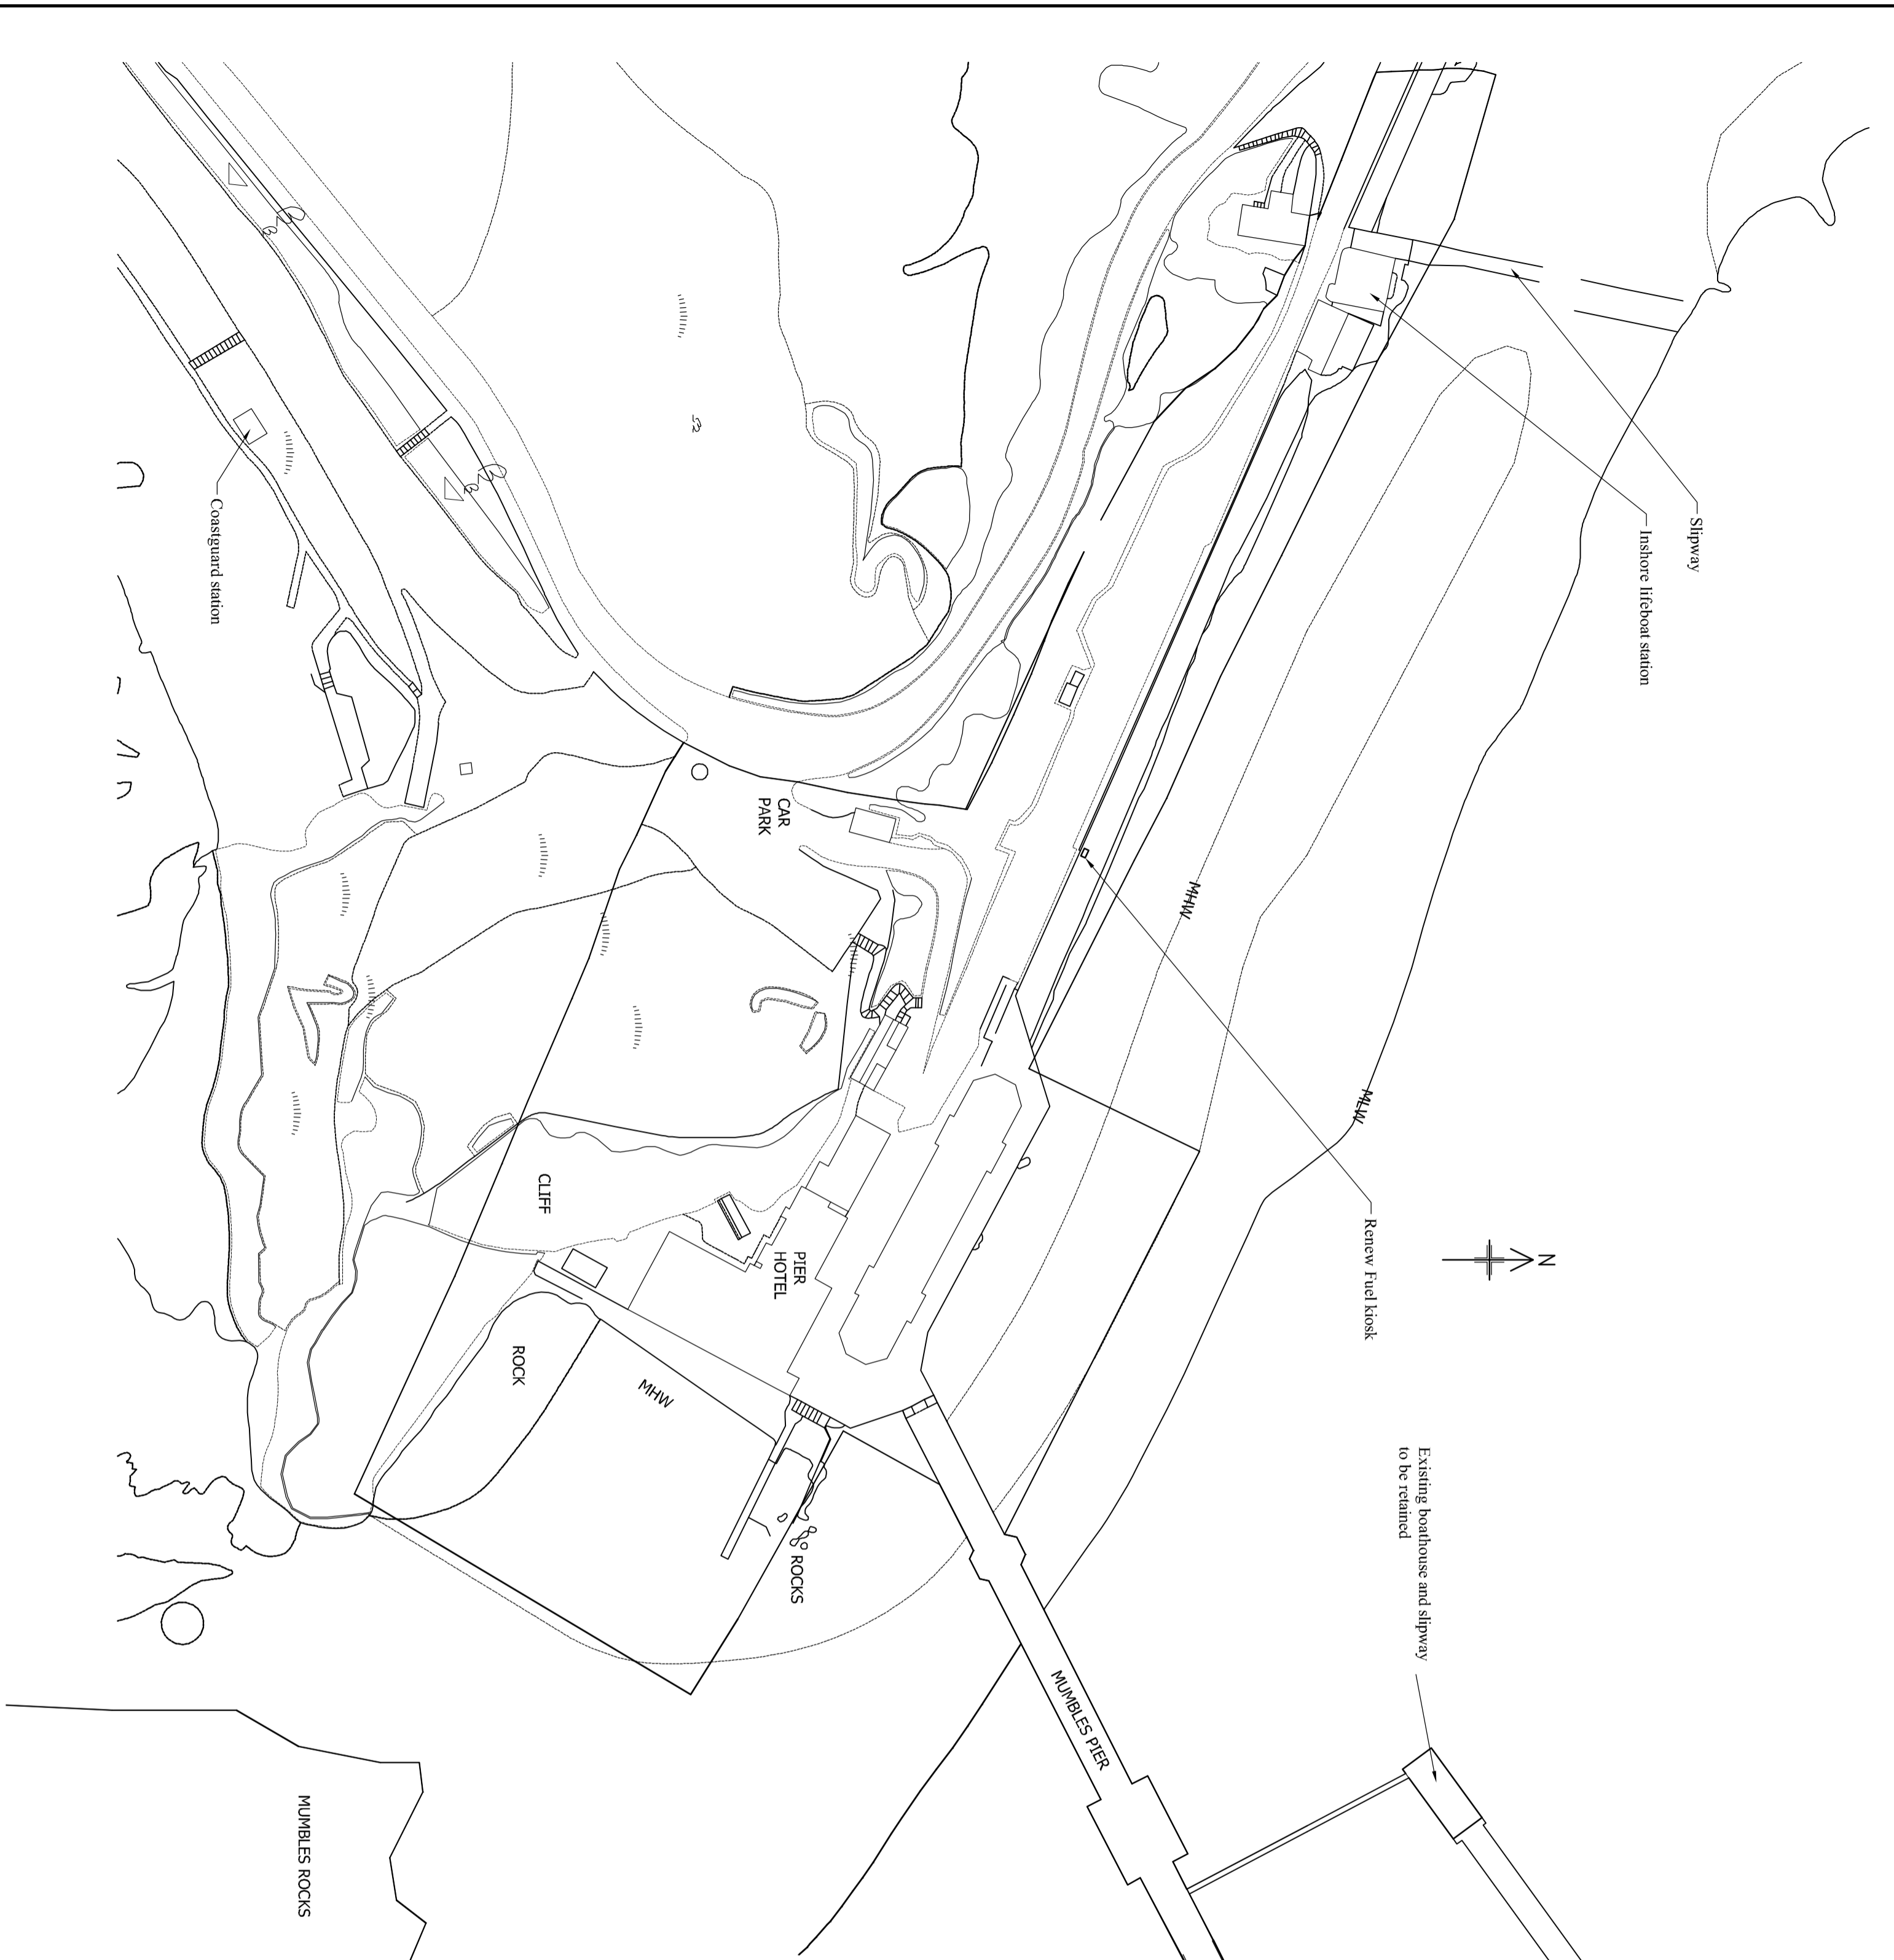 Slipway
Inshore lifeboat station
Coastguard station
CAR
PARK
MHW
MLW
Renew Fuel kiosk
N
CLIFF
PIER
HOTEL
ROCK
MHW
ROCKS
Existing boathouse and slipway
to be retained
MUMBLES PIER
MUMBLES ROCKS